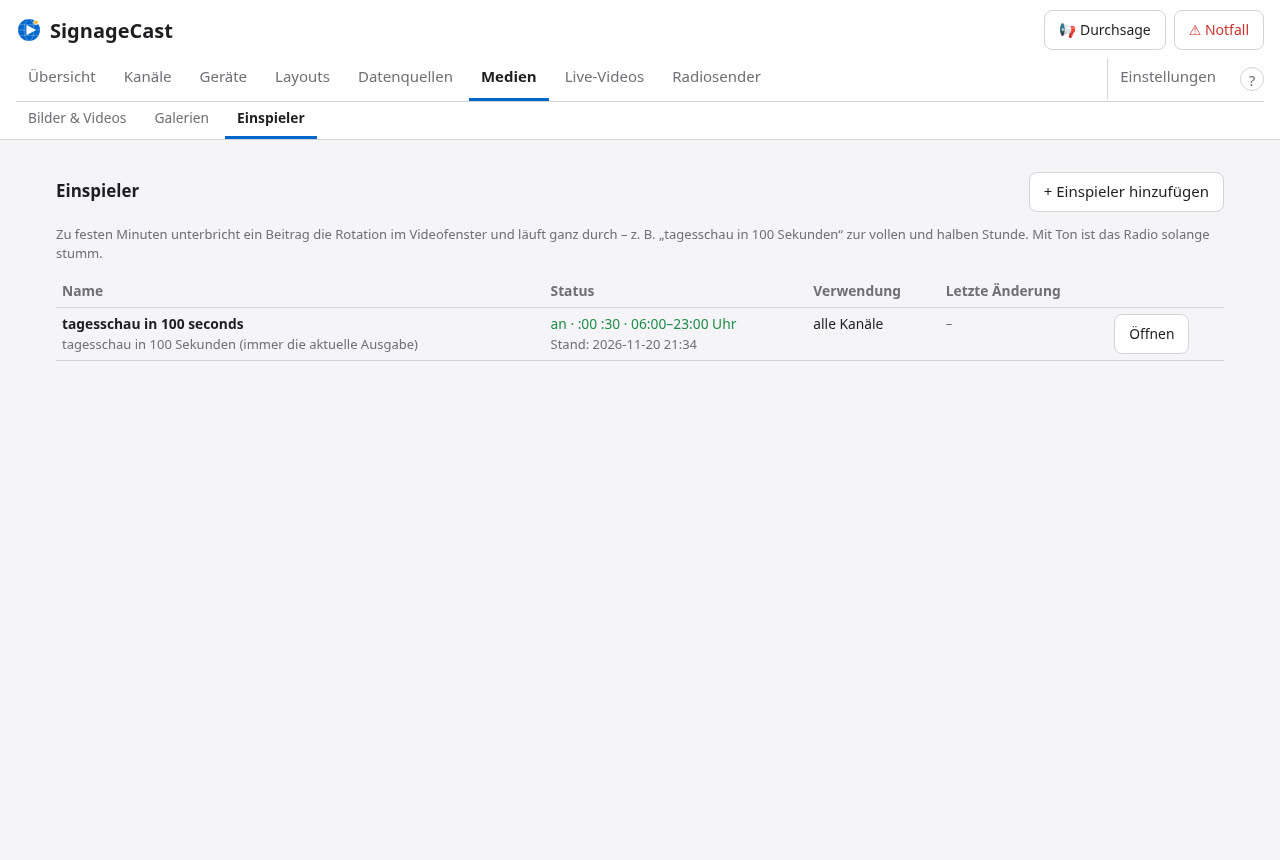 SignageCast
📢 Durchsage
⚠ Notfall
Übersicht Kanäle Geräte Layouts Datenquellen Medien Live-Videos Radiosender Einstellungen ?
Bilder & Videos Galerien Einspieler
Einspieler
+ Einspieler hinzufügen
Zu festen Minuten unterbricht ein Beitrag die Rotation im Videofenster und läuft ganz durch – z. B. „tagesschau in 100 Sekunden“ zur vollen und halben Stunde. Mit Ton ist das Radio solange
stumm.
Name Status Verwendung Letzte Änderung
tagesschau in 100 seconds an · :00 :30 · 06:00–23:00 Uhr alle Kanäle – Öffnen
tagesschau in 100 Sekunden (immer die aktuelle Ausgabe) Stand: 2026-11-20 21:34